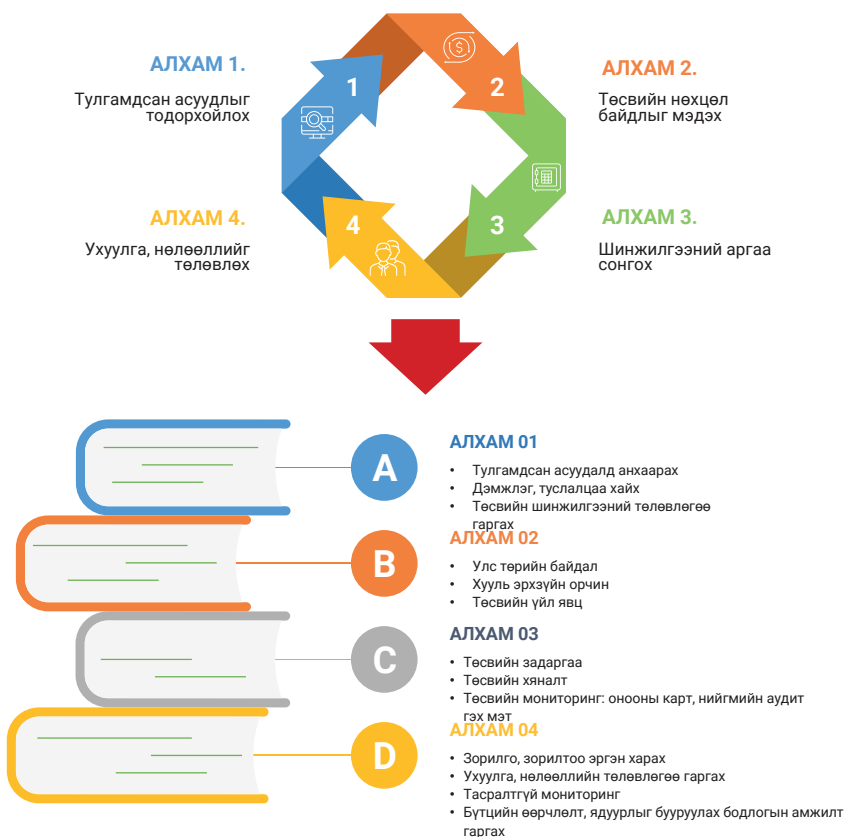 АЛХАМ 1.
Тулгамдсан асуудлыг
тодорхойлох
1
2
АЛХАМ 2.
Төсвийн нөхцөл
байдлыг мэдэх
АЛХАМ 4.
Ухуулга, нөлөөллийг
төлөвлөх
4
3
АЛХАМ 3.
Шинжилгээний аргаа
сонгох
A
АЛХАМ 01
• Тулгамдсан асуудалд анхаарах
• Дэмжлэг, туслалцаа хайх
• Төсвийн шинжилгээний төлөвлөгөө
гаргах
B
АЛХАМ 02
• Улс төрийн байдал
• Хууль эрхзүйн орчин
• Төсвийн үйл явц
C
АЛХАМ 03
• Төсвийн задаргаа
• Төсвийн хяналт
• Төсвийн мониторинг: онооны карт, нийгмийн аудит
гэх мэт
D
АЛХАМ 04
• Зорилго, зорилтоо эргэн харах
• Ухуулга, нөлөөллийн төлөвлөгөө гаргах
• Тасралтгүй мониторинг
• Бүтцийн өөрчлөлт, ядуурлыг бууруулах бодлогын амжилт
гаргах